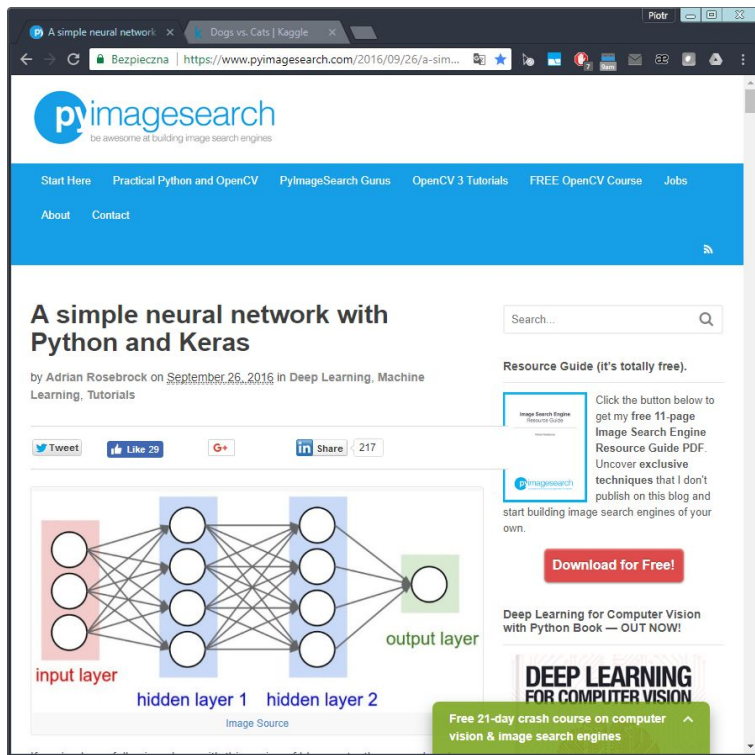 Piotr
A simple neural network
Dogs vs. Cats | Kaggle
Bezpieczna
https://www.pyimagesearch.com/2016/09/26/a-sim...
7
9am
pyimagesearch
be awesome at building image search engines
Start Here Practical Python and OpenCV PyImageSearch Gurus OpenCV 3 Tutorials FREE OpenCV Course Jobs
About Contact
A simple neural network with
Python and Keras
by Adrian Rosebrock on September 26, 2016 in Deep Learning, Machine
Learning, Tutorials
Tweet Like 29 G+ in Share 217
input layer
hidden layer 1 hidden layer 2
output layer
Image Source
Search...
Resource Guide (it's totally free).
Image Search Engine
Resource Guide
pyimagesearch
Click the button below to
get my free 11-page
Image Search Engine
Resource Guide PDF.
Uncover exclusive
techniques that I don't
publish on this blog and
start building image search engines of your
own.
Download for Free!
Deep Learning for Computer Vision
with Python Book — OUT NOW!
DEEP LEARNING
FOR COMPUTER VISION
Free 21-day crash course on computer
vision & image search engines